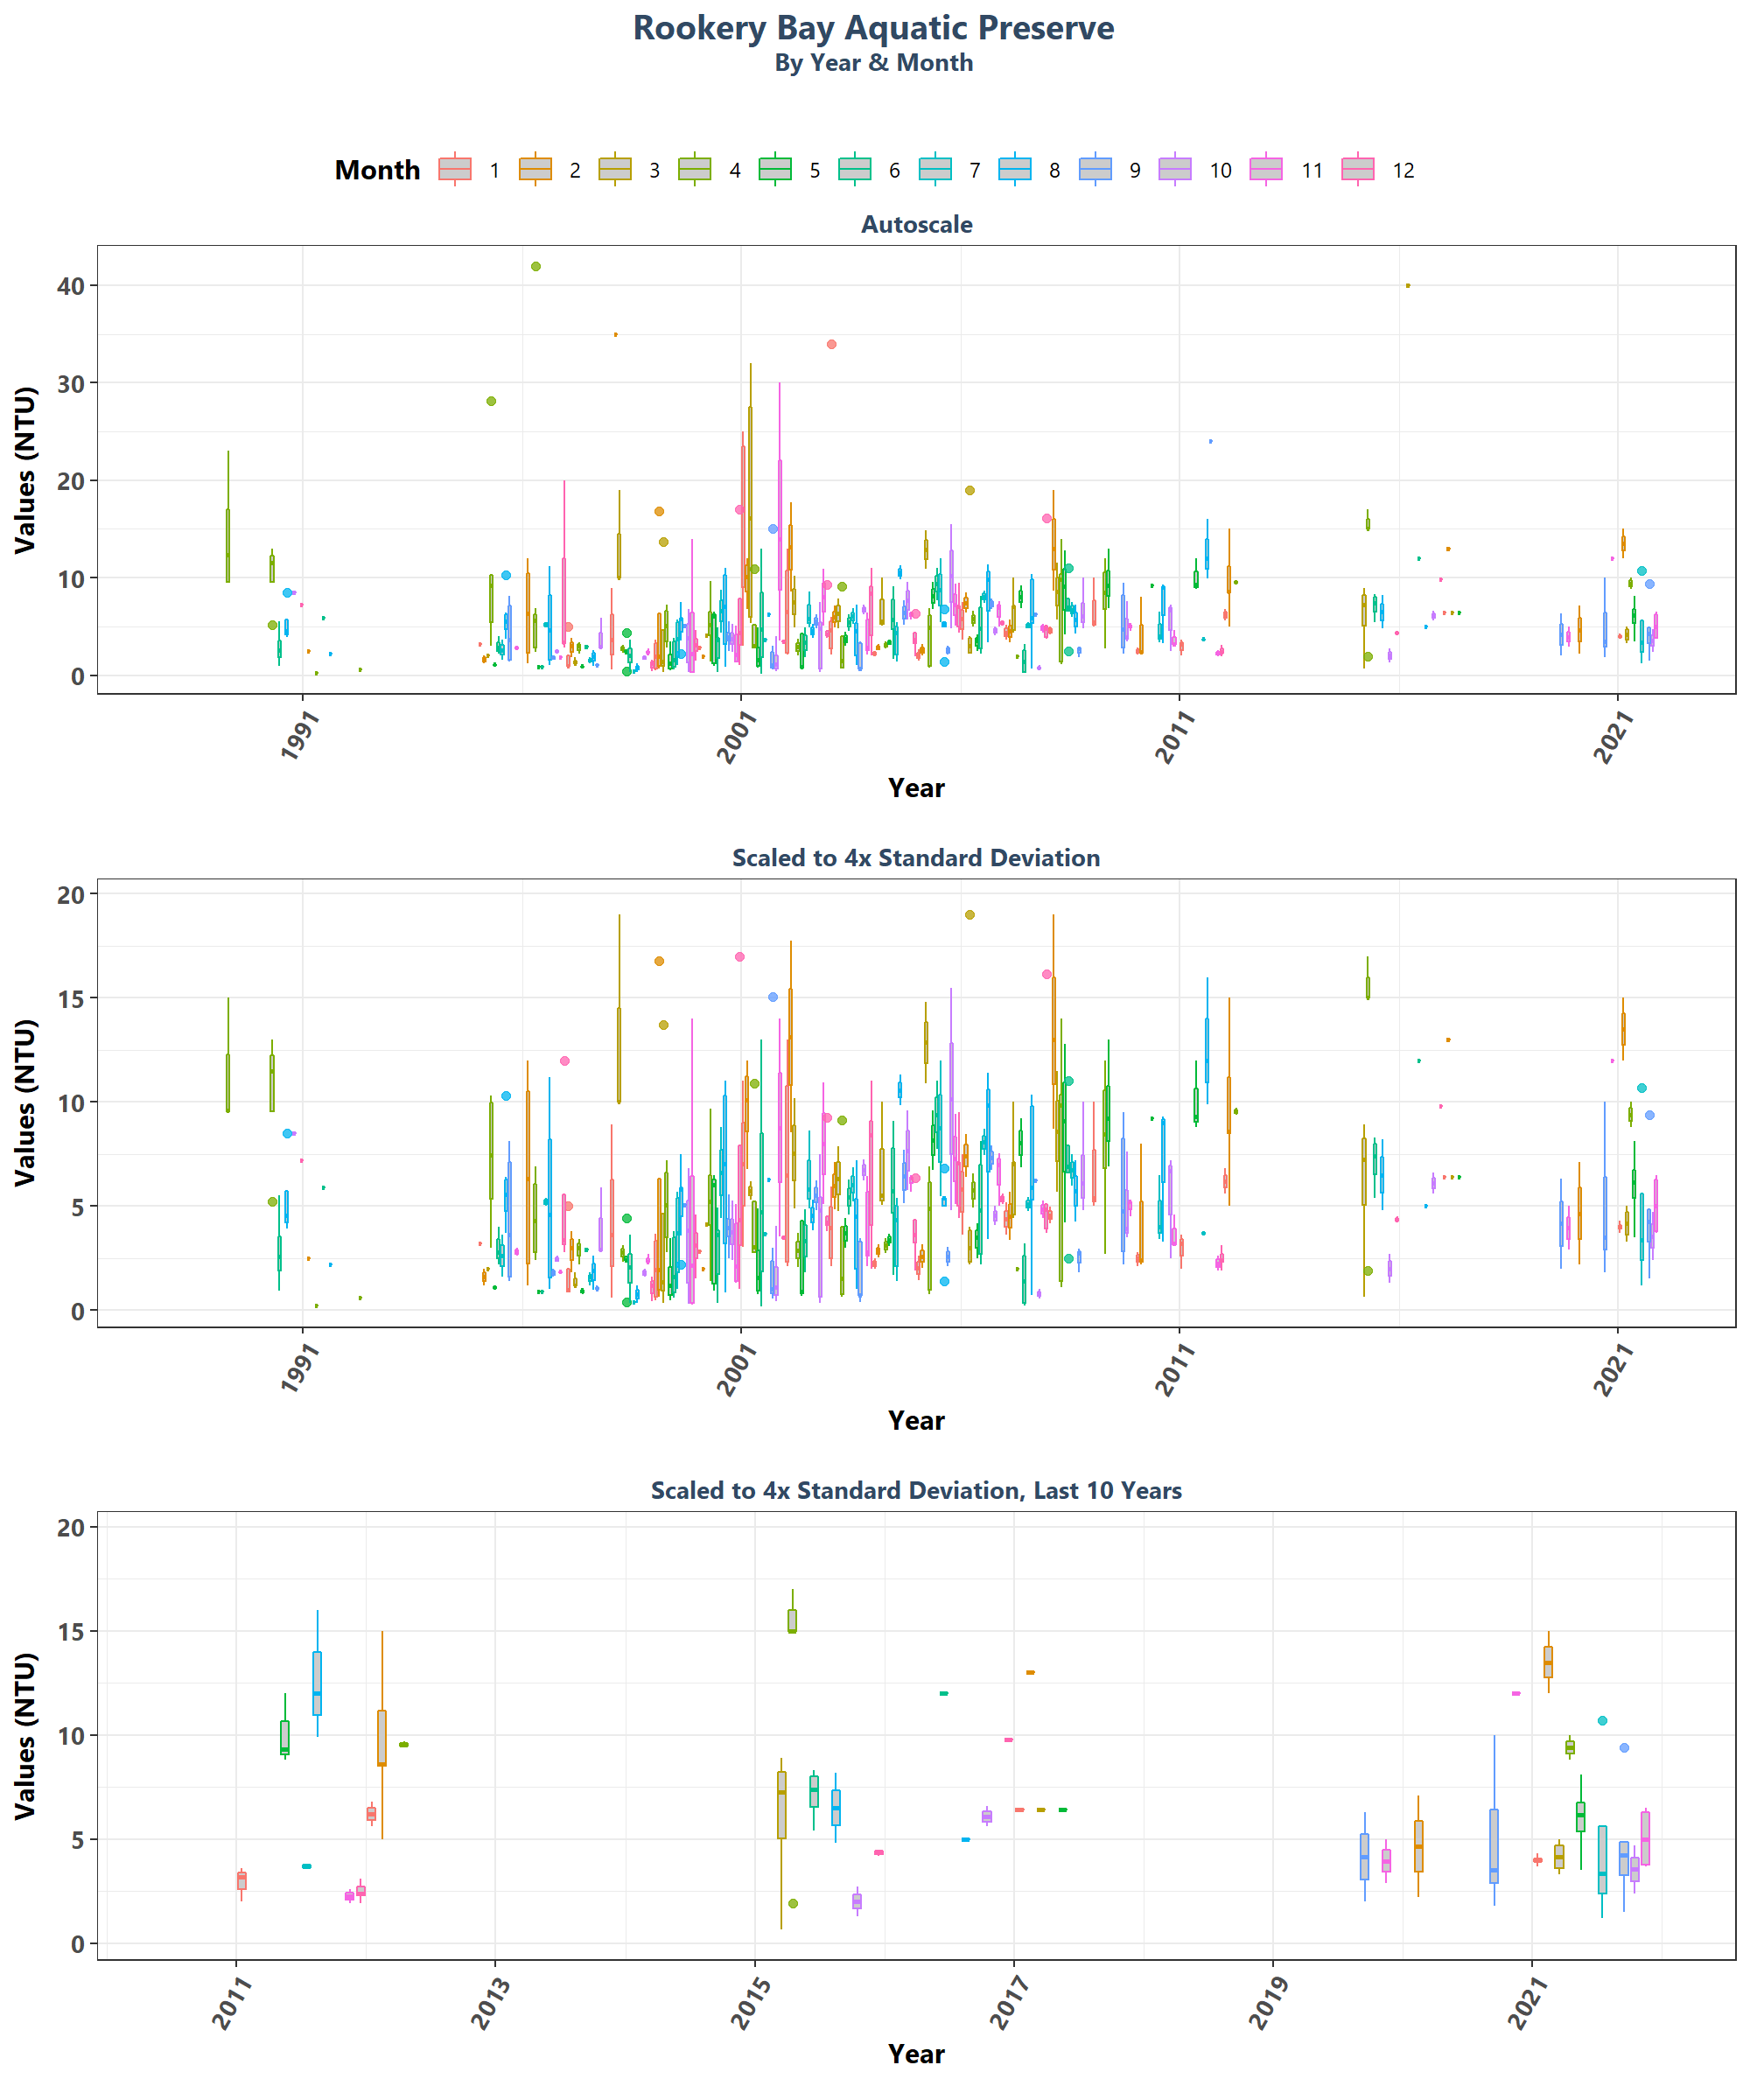 Rookery Bay Aquatic Preserve
By Year & Month
Month 1 2 3 4 5 6 7 8 9 10 11 12
Autoscale
Values (NTU)
40
30
20
10
0
1991 2001 2011 2021
Year
Scaled to 4x Standard Deviation
Values (NTU)
20
15
10
5
0
1991 2001 2011 2021
Year
Scaled to 4x Standard Deviation, Last 10 Years
Values (NTU)
20
15
10
5
0
2011 2013 2015 2017 2019 2021
Year